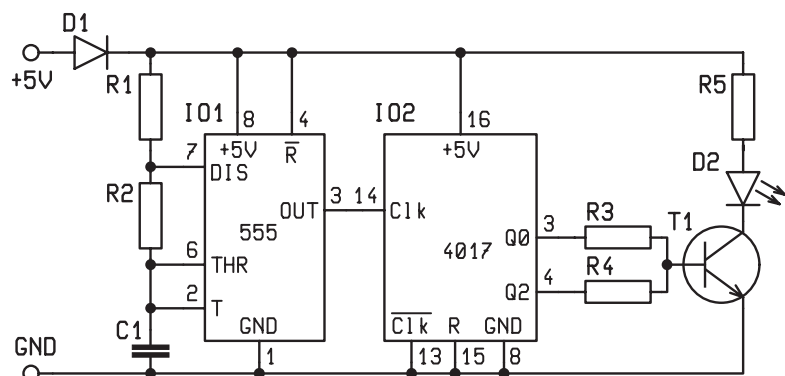 D1
+5V
R1
R2
C1
GND
IO1
8
4
+5V
R
7
DIS
OUT
3
555
6
THR
2
T
GND
1
IO2
16
+5V
14
Clk
4017
Q0
3
Q2
4
Clk
R
GND
13
15
8
R3
R4
T1
R5
D2